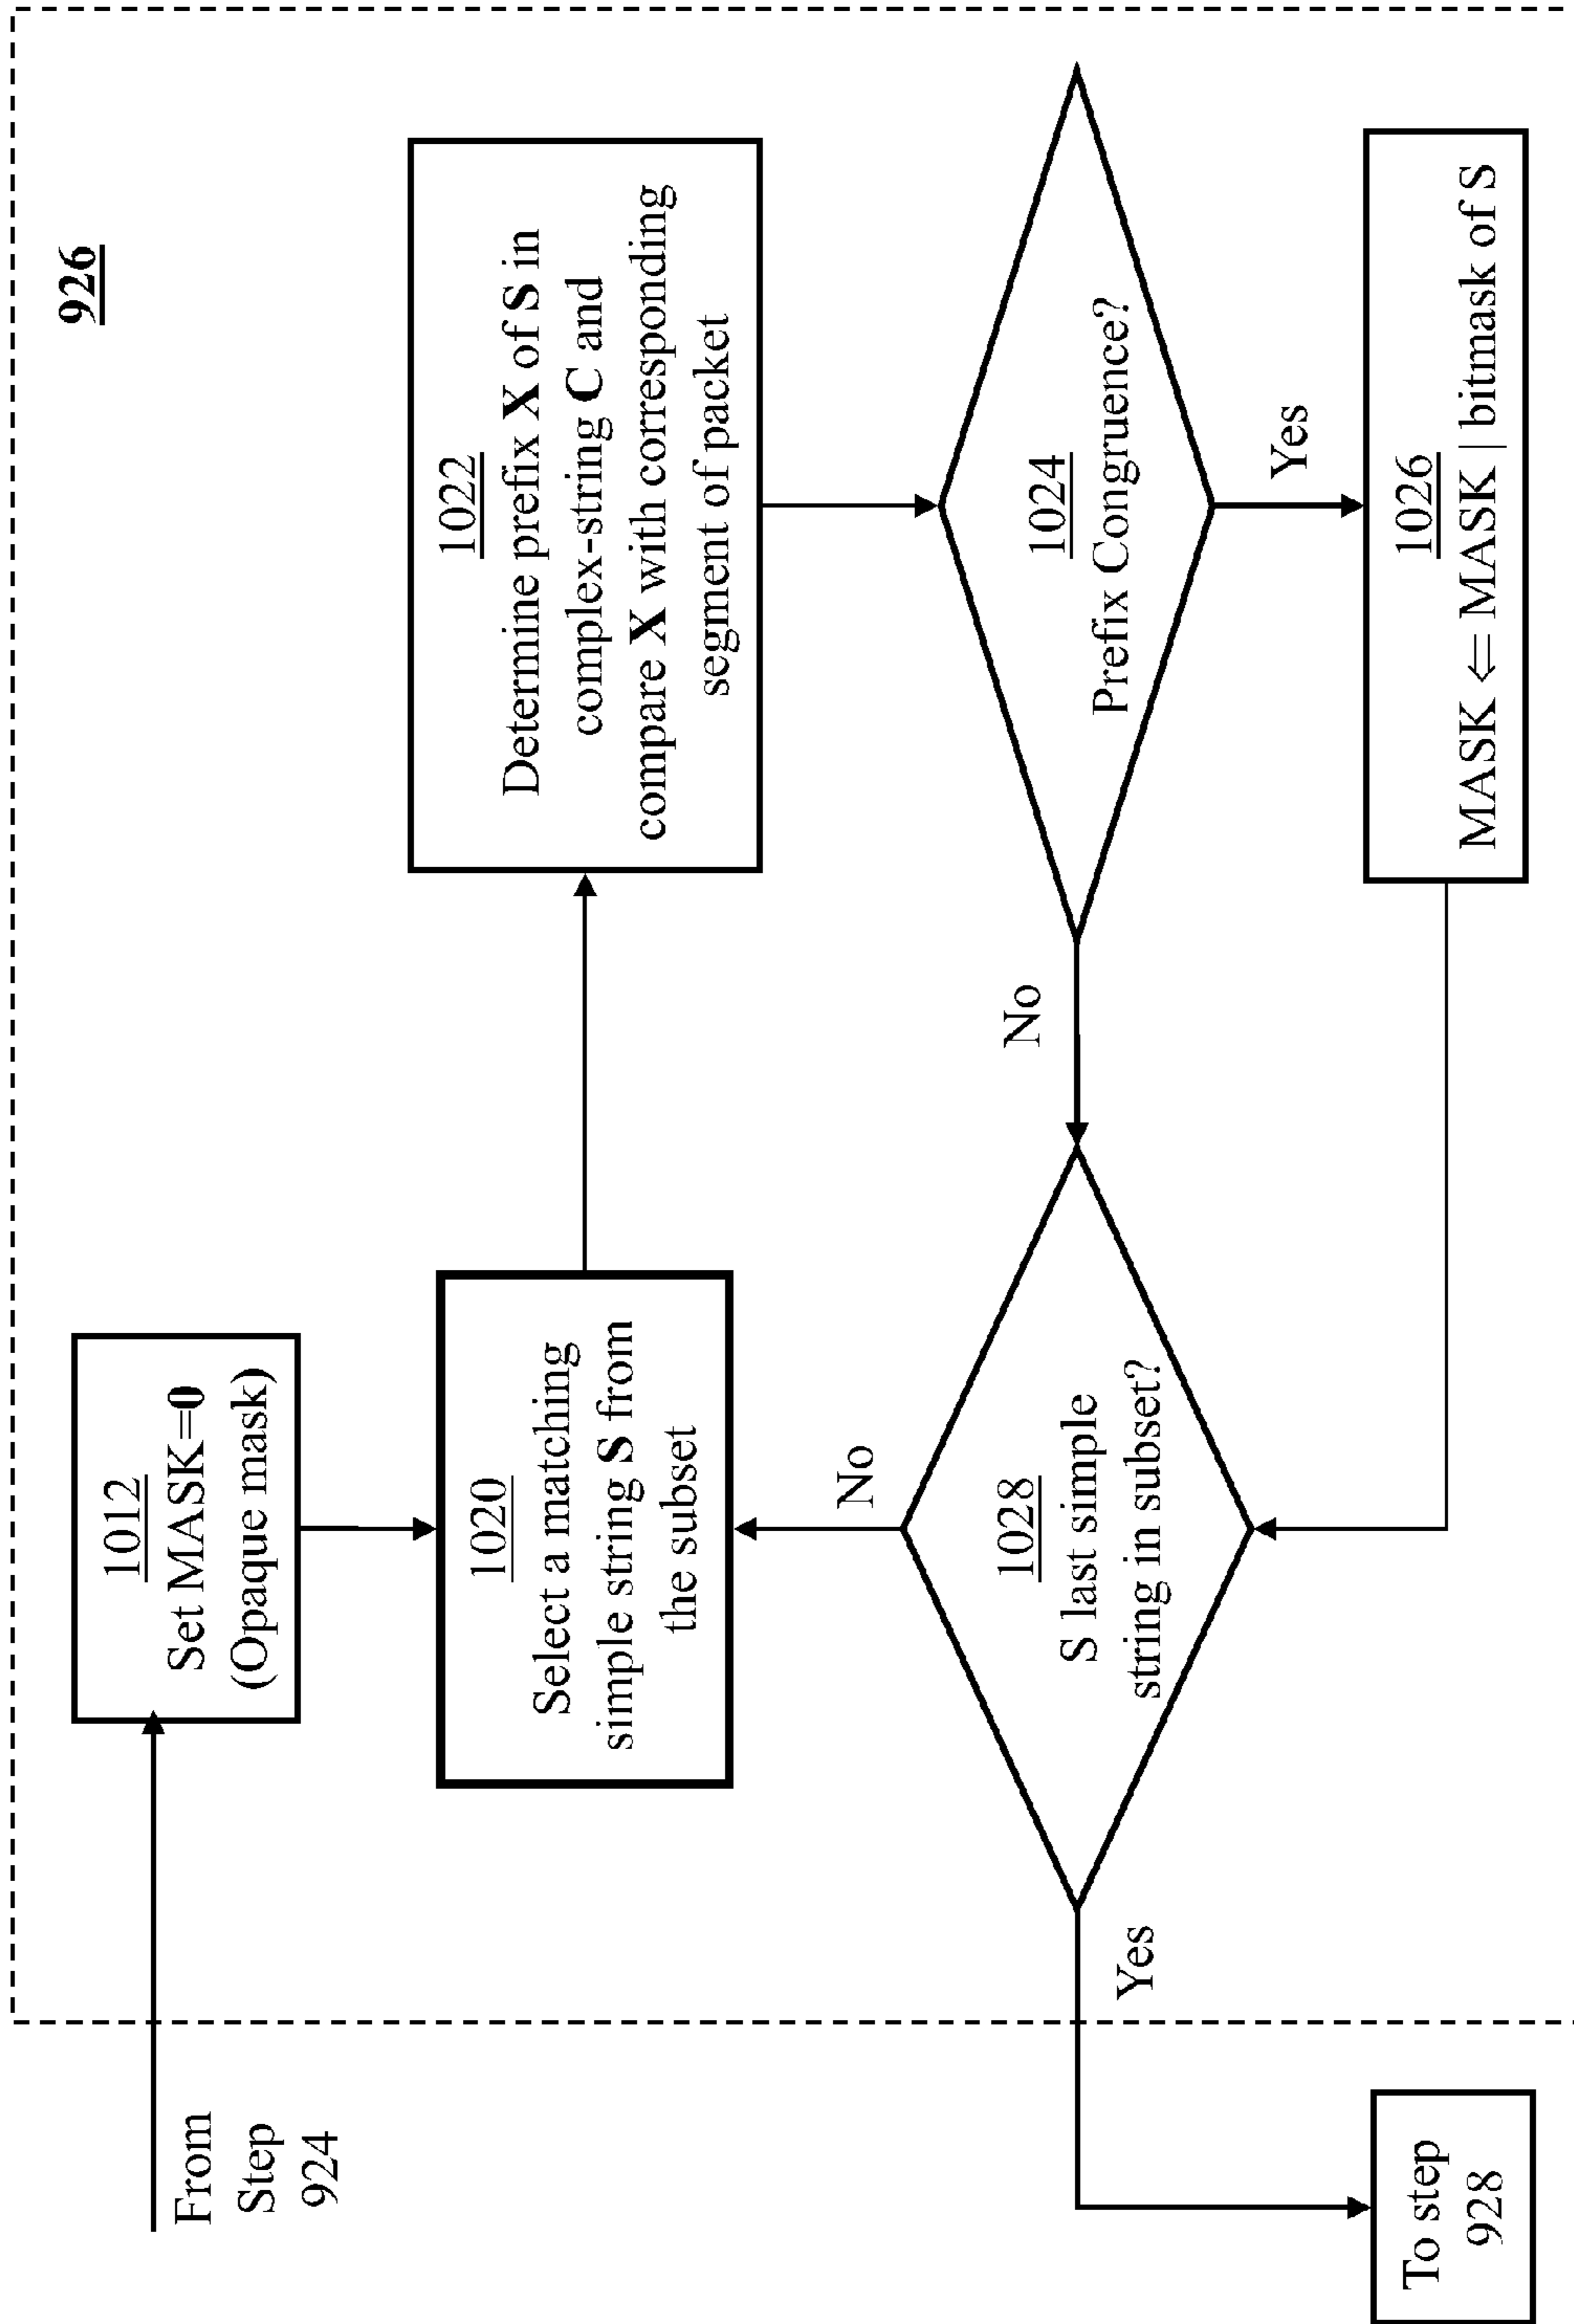 926
From
Step
924
1012
Set MASK=0
(Opaque mask)
1020
Select a matching
simple string S from
the subset
1022
Determine prefix X of S in
complex-string C and
compare X with corresponding
segment of packet
1024
Prefix Congruence?
No
Yes
1026
MASK ⇐ MASK | bitmask of S
1028
S last simple
string in subset?
No
Yes
To step
928